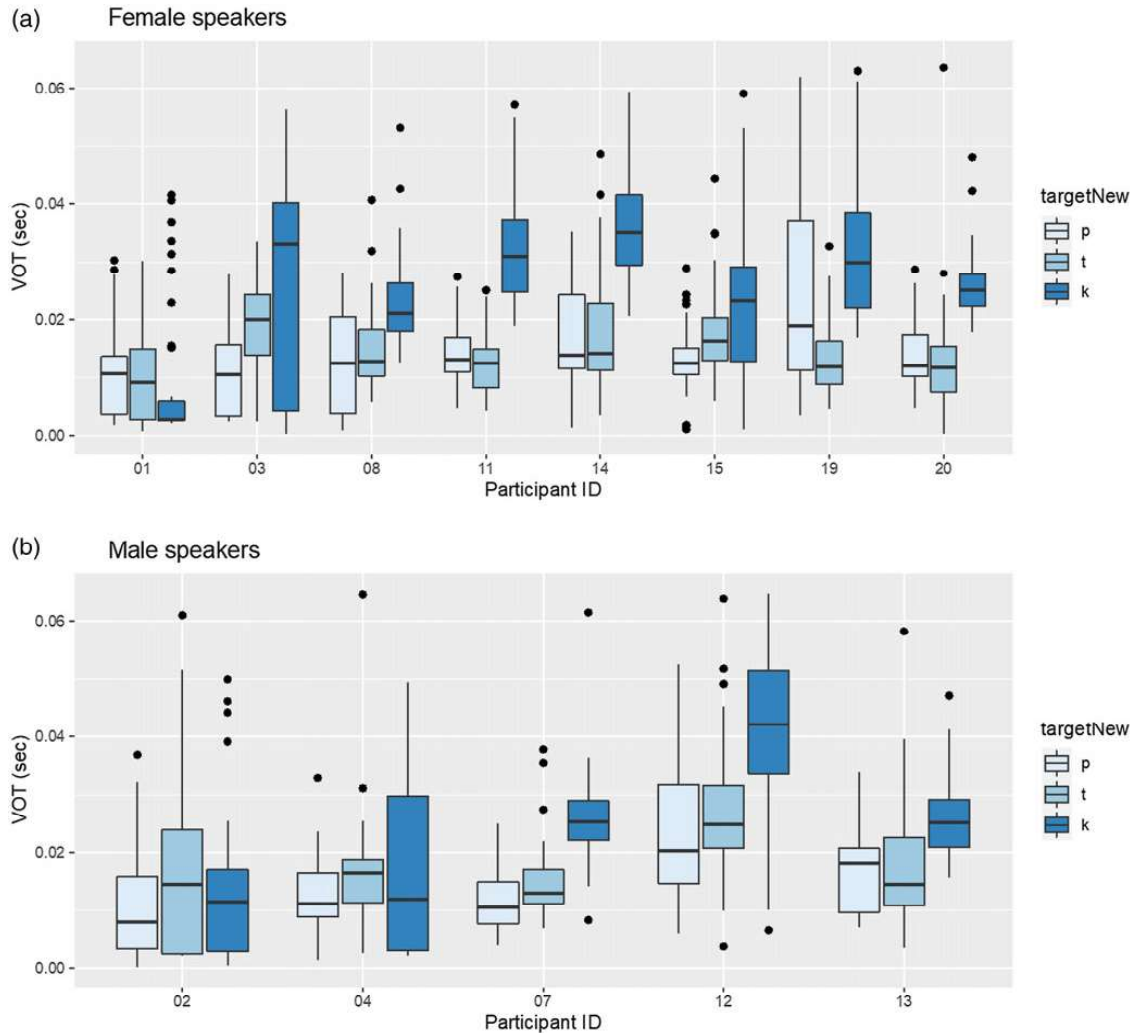 (a) Female speakers
0.06
0.04
0.02
0.00
VOT (sec)
01 03 08 11 14 15 19 20
Participant ID
targetNew
p
t
k
(b) Male speakers
0.06
0.04
0.02
0.00
VOT (sec)
02 04 07 12 13
Participant ID
targetNew
p
t
k